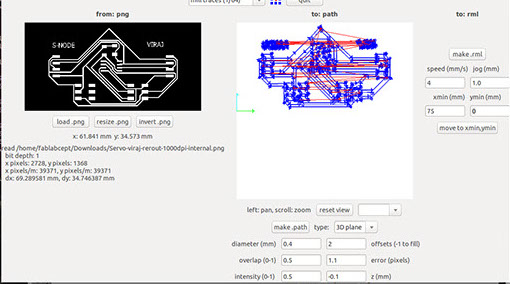 mill traces (1/64)
quit
from: png
to: path
to: rml
S-NODE
VIRAJ
make .rml
speed (mm/s) jog (mm)
4 1.0
xmin (mm) ymin (mm)
75 0
move to xmin,ymin
load .png resize .png invert .png
x: 61.841 mm y: 34.573 mm
read /home/fablabcept/Downloads/Servo-viraj-rerout-1000dpi-internal.png
bit depth: 1
x pixels: 2728, y pixels: 1368
x pixels/m: 39371, y pixels/m: 39371
dx: 69.289581 mm, dy: 34.746387 mm
left: pan, scroll: zoom reset view
make .path type: 3D plane
diameter (mm) 0.4 2 offsets (-1 to fill)
overlap (0-1) 0.5 1.1 error (pixels)
intensity (0-1) 0.5 -0.1 z (mm)